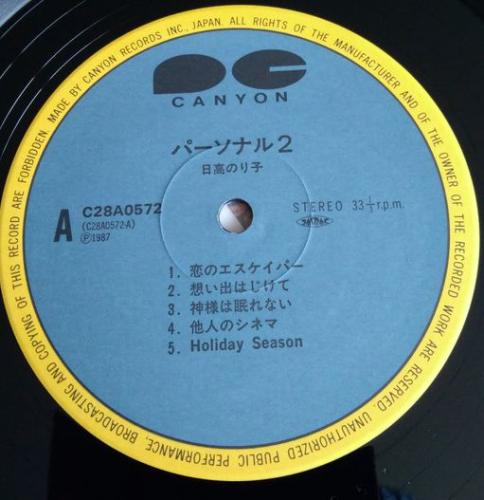 MADE BY CANYON RECORDS INC., JAPAN. ALL RIGHTS OF THE MANUFACTURER AND OF THE OWNER OF THE RECORDED WORK ARE RESERVED. UNAUTHORIZED PUBLIC PERFORMANCE, BROADCASTING AND COPYING OF THIS RECORD ARE FORBIDDEN.
CANYON
パーソナル2
日高のり子
A
C28A0572
(C28A0572-A)
Ⓟ1987
STEREO 33⅓r.p.m.
1. 恋のエスケイパー
2. 想い出はじけて
3. 神様は眠れない
4. 他人のシネマ
5. Holiday Season